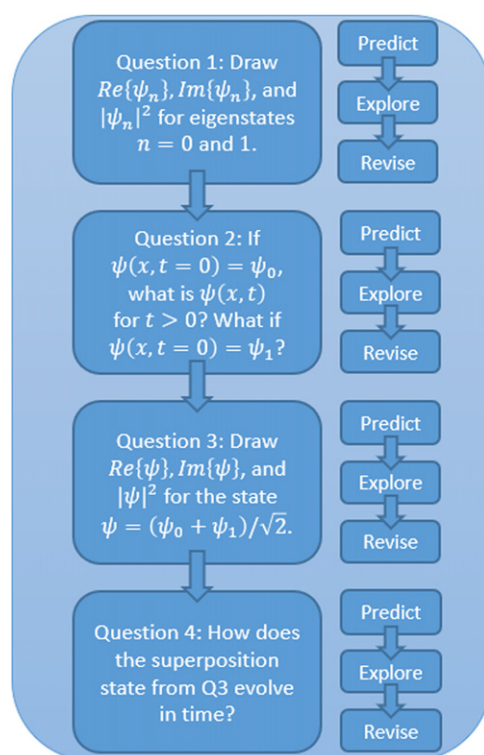 Question 1: Draw
Re{ψₙ}, Im{ψₙ}, and
|ψₙ|² for eigenstates
n = 0 and 1.
Predict
Explore
Revise
Question 2: If
ψ(x, t = 0) = ψ₀,
what is ψ(x, t)
for t > 0? What if
ψ(x, t = 0) = ψ₁?
Predict
Explore
Revise
Question 3: Draw
Re{ψ}, Im{ψ}, and
|ψ|² for the state
ψ = (ψ₀ + ψ₁)/√2.
Predict
Explore
Revise
Question 4: How does
the superposition
state from Q3 evolve
in time?
Predict
Explore
Revise